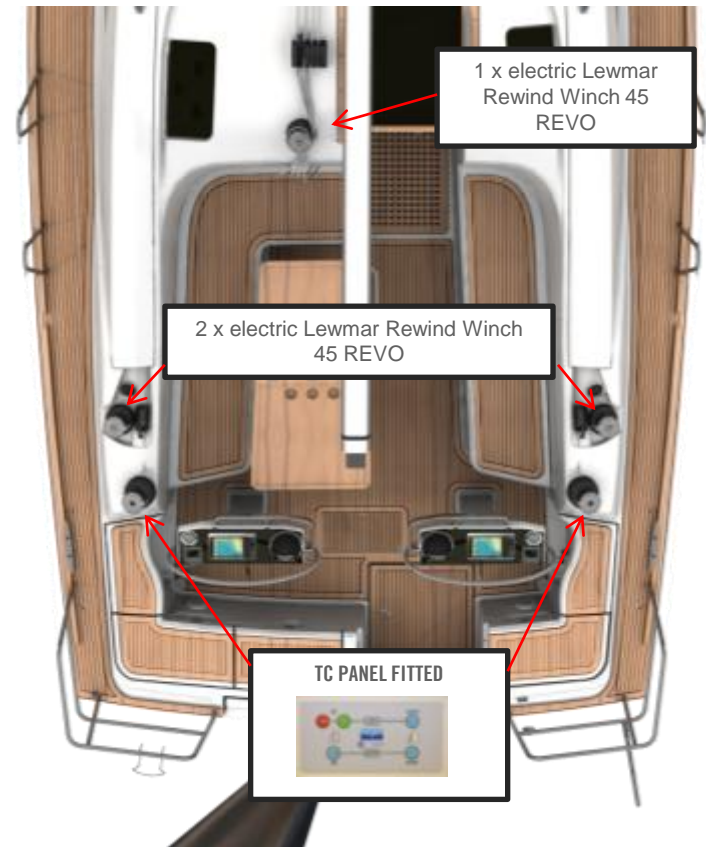 1 x electric Lewmar
Rewind Winch 45
REVO
2 x electric Lewmar Rewind Winch
45 REVO
TC PANEL FITTED